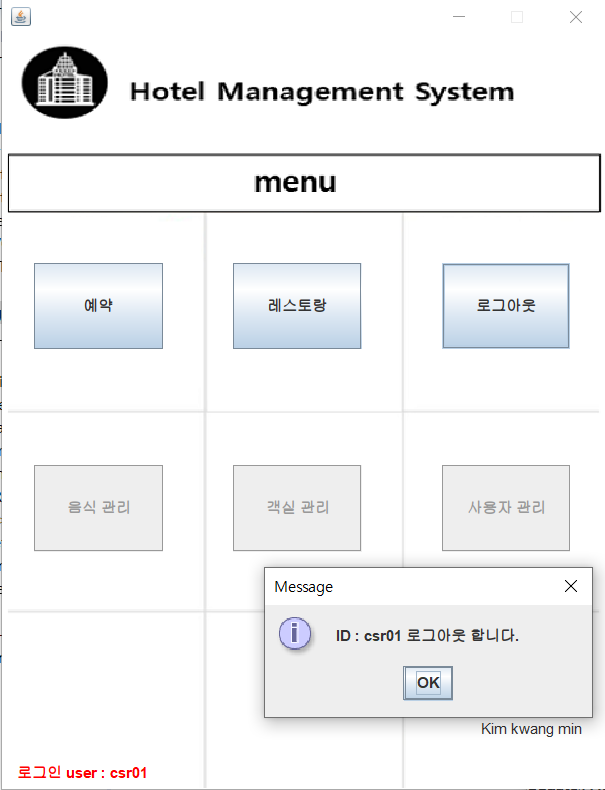 Hotel Management System
menu
예약
레스토랑
로그아웃
음식 관리
객실 관리
사용자 관리
Message
ID : csr01 로그아웃 합니다.
OK
Kim kwang min
로그인 user : csr01